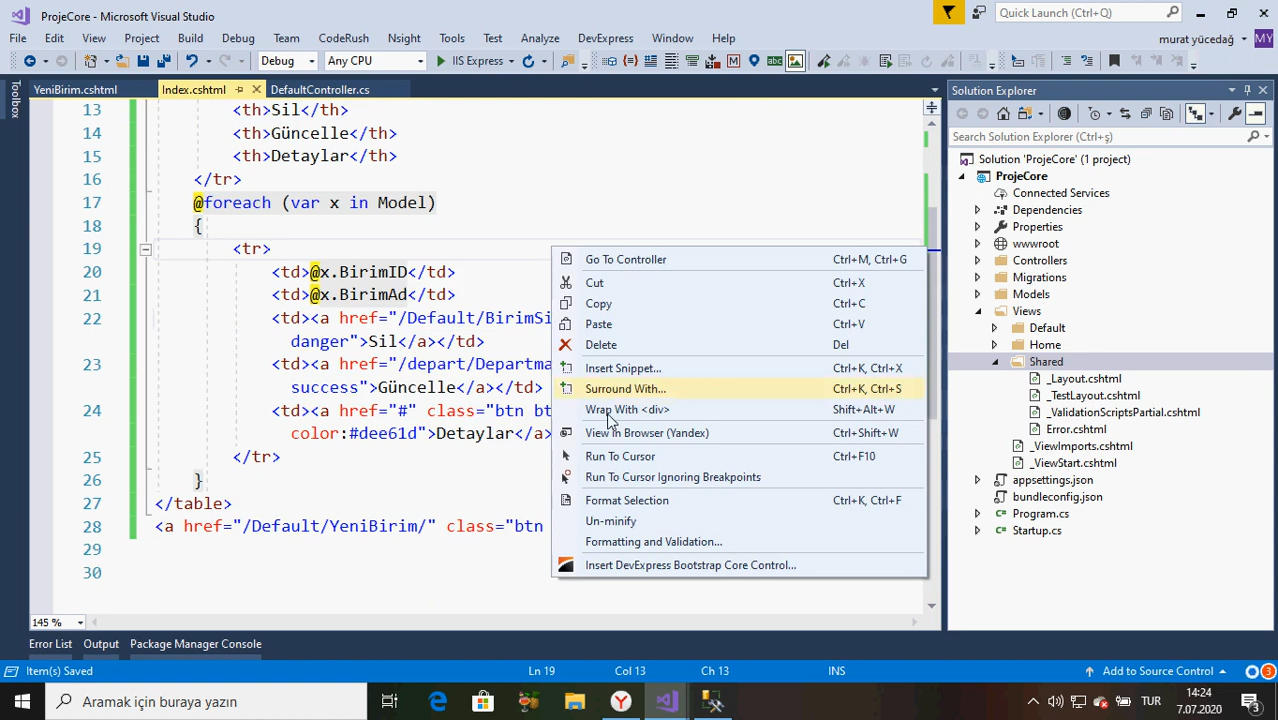 ProjeCore - Microsoft Visual Studio
Quick Launch (Ctrl+Q)
File Edit View Project Build Debug Team CodeRush Nsight Tools Test Analyze DevExpress Window Help
murat yücedağ MY
Debug Any CPU IIS Express
Toolbox
YeniBirim.cshtml Index.cshtml DefaultController.cs
13 <th>Sil</th>
14 <th>Güncelle</th>
15 <th>Detaylar</th>
16 </tr>
17 @foreach (var x in Model)
18 {
19 <tr>
20 <td>@x.BirimID</td>
21 <td>@x.BirimAd</td>
22 <td><a href="/Default/BirimSi
danger">Sil</a></td>
23 <td><a href="/depart/Departma
success">Güncelle</a></td>
24 <td><a href="#" class="btn bt
color:#dee61d">Detaylar</a>
25 </tr>
26 }
27 </table>
28 <a href="/Default/YeniBirim/" class="btn
29
30
Go To Controller Ctrl+M, Ctrl+G
Cut Ctrl+X
Copy Ctrl+C
Paste Ctrl+V
Delete Del
Insert Snippet... Ctrl+K, Ctrl+X
Surround With... Ctrl+K, Ctrl+S
Wrap With <div> Shift+Alt+W
View in Browser (Yandex) Ctrl+Shift+W
Run To Cursor Ctrl+F10
Run To Cursor Ignoring Breakpoints
Format Selection Ctrl+K, Ctrl+F
Un-minify
Formatting and Validation...
Insert DevExpress Bootstrap Core Control...
Solution Explorer
Search Solution Explorer (Ctrl+ş)
Solution 'ProjeCore' (1 project)
ProjeCore
Connected Services
Dependencies
Properties
wwwroot
Controllers
Migrations
Models
Views
Default
Home
Shared
_Layout.cshtml
_TestLayout.cshtml
_ValidationScriptsPartial.cshtml
Error.cshtml
_ViewImports.cshtml
_ViewStart.cshtml
appsettings.json
bundleconfig.json
Program.cs
Startup.cs
145 %
Error List Output Package Manager Console
Item(s) Saved Ln 19 Col 13 Ch 13 INS Add to Source Control 3
Aramak için buraya yazın
TUR
14:24
7.07.2020
3